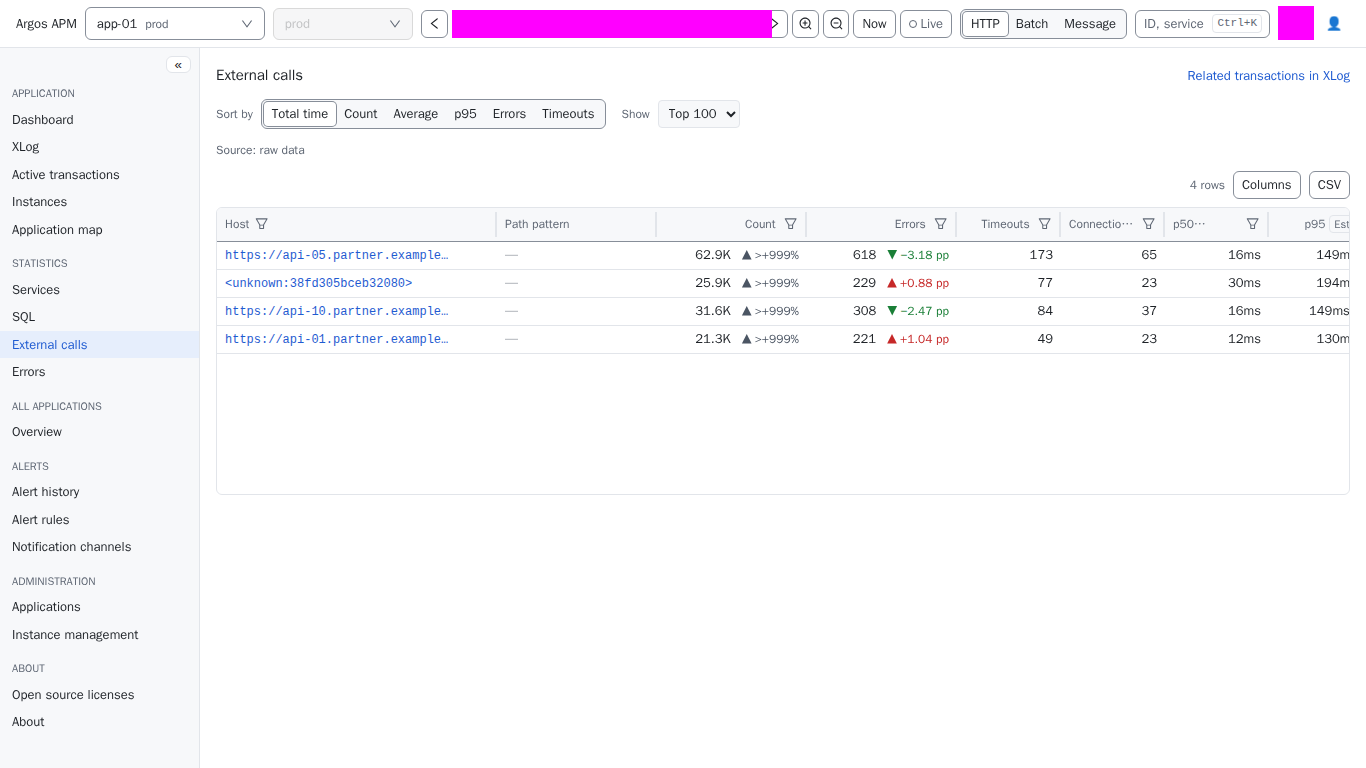 Argos APM
app-01 prod
prod
Now
Live
HTTP Batch Message
ID, service Ctrl+K
«
APPLICATION
Dashboard
XLog
Active transactions
Instances
Application map
STATISTICS
Services
SQL
External calls
Errors
ALL APPLICATIONS
Overview
ALERTS
Alert history
Alert rules
Notification channels
ADMINISTRATION
Applications
Instance management
ABOUT
Open source licenses
About
External calls
Related transactions in XLog
Sort by Total time Count Average p95 Errors Timeouts Show Top 100
Source: raw data
4 rows Columns CSV
Host Path pattern Count Errors Timeouts Connectio… p50… p95 Est
https://api-05.partner.example… — 62.9K ▲ >+999% 618 ▼ −3.18 pp 173 65 16ms 149m
<unknown:38fd305bceb32080> — 25.9K ▲ >+999% 229 ▲ +0.88 pp 77 23 30ms 194m
https://api-10.partner.example… — 31.6K ▲ >+999% 308 ▼ −2.47 pp 84 37 16ms 149ms
https://api-01.partner.example… — 21.3K ▲ >+999% 221 ▲ +1.04 pp 49 23 12ms 130m